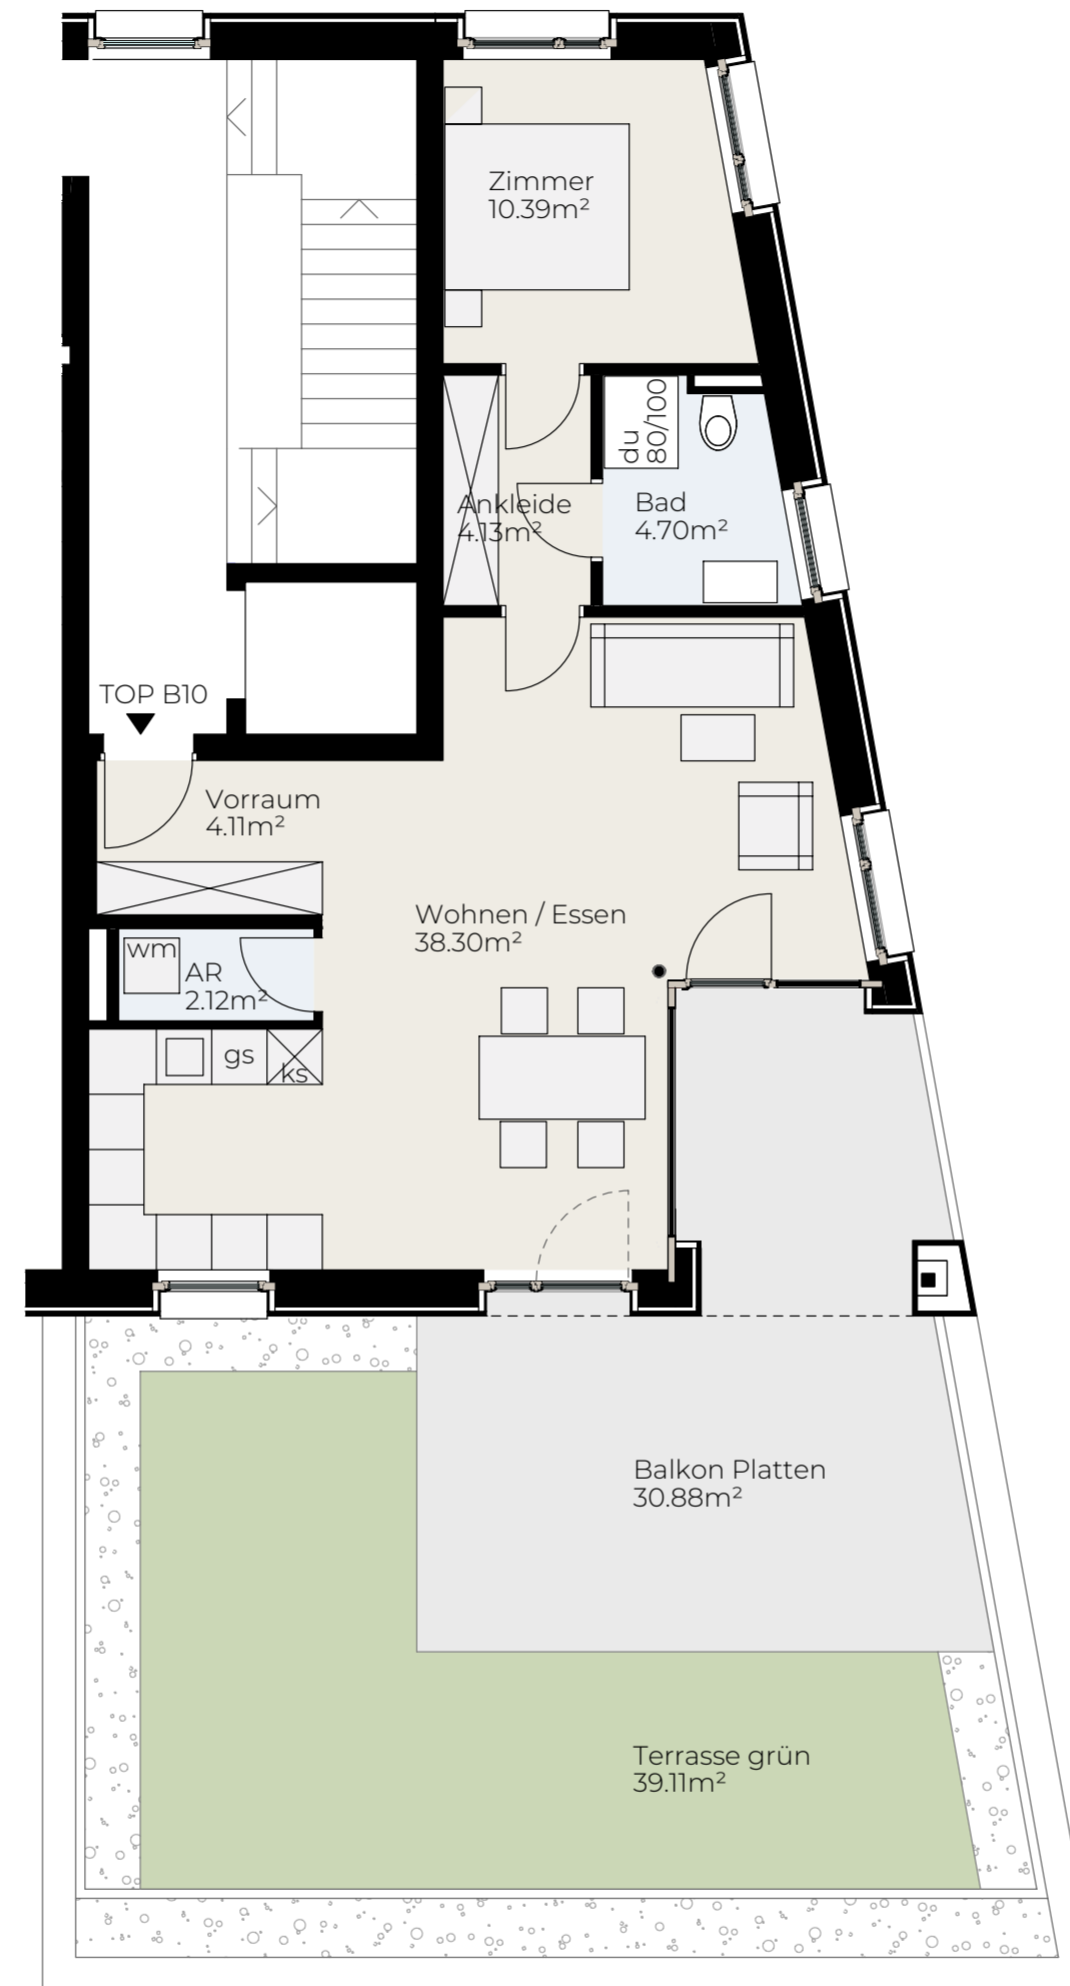 Zimmer
10.39m²
du
80/100
Ankleide
4.13m²
Bad
4.70m²
TOP B10
Vorraum
4.11m²
Wohnen / Essen
38.30m²
wm
AR
2.12m²
gs
ks
Balkon Platten
30.88m²
Terrasse grün
39.11m²